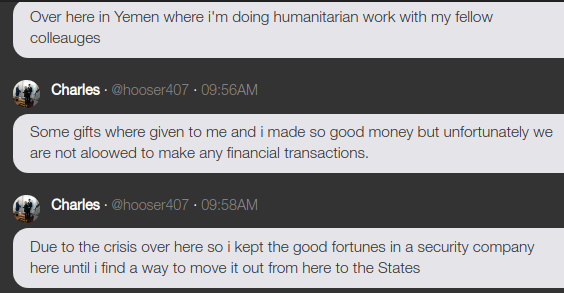 Over here in Yemen where i'm doing humanitarian work with my fellow
colleauges
Charles · @hooser407 · 09:56AM
Some gifts where given to me and i made so good money but unfortunately we
are not aloowed to make any financial transactions.
Charles · @hooser407 · 09:58AM
Due to the crisis over here so i kept the good fortunes in a security company
here until i find a way to move it out from here to the States